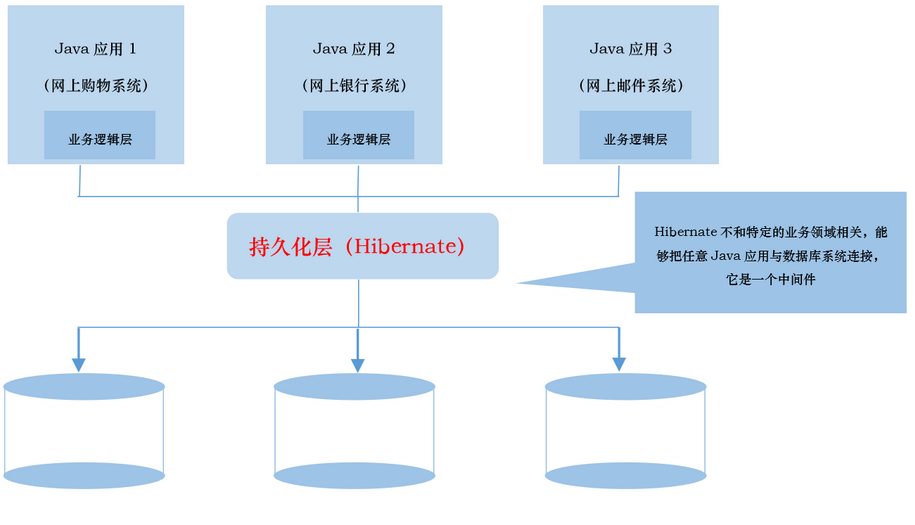 Java 应用 1
（网上购物系统）
业务逻辑层
Java 应用 2
（网上银行系统）
业务逻辑层
Java 应用 3
（网上邮件系统）
业务逻辑层
持久化层（Hibernate）
Hibernate 不和特定的业务领域相关，能
够把任意 Java 应用与数据库系统连接，
它是一个中间件